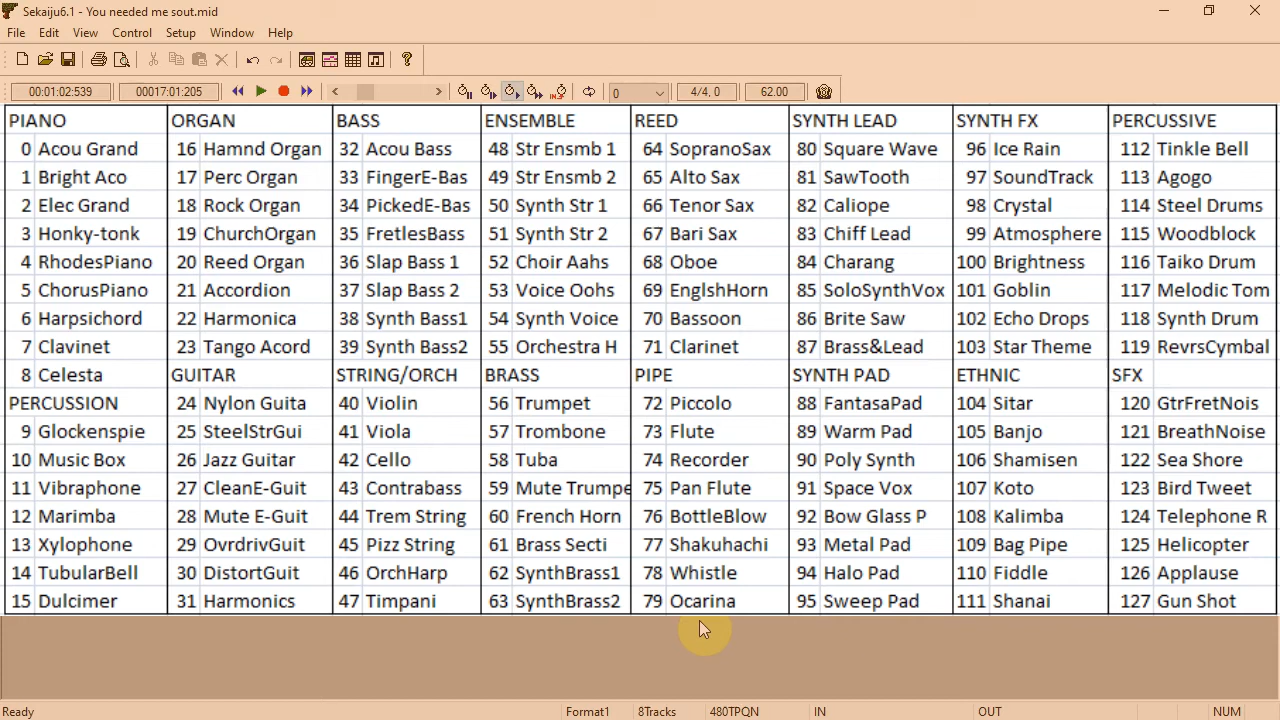 Sekaiju6.1 - You needed me sout.mid
File Edit View Control Setup Window Help
00:01:02:539 00017:01:205 0 4/4, 0 62.00
PIANO ORGAN BASS ENSEMBLE REED SYNTH LEAD SYNTH FX PERCUSSIVE
0 Acou Grand 16 Hamnd Organ 32 Acou Bass 48 Str Ensmb 1 64 SopranoSax 80 Square Wave 96 Ice Rain 112 Tinkle Bell
1 Bright Aco 17 Perc Organ 33 FingerE-Bas 49 Str Ensmb 2 65 Alto Sax 81 SawTooth 97 SoundTrack 113 Agogo
2 Elec Grand 18 Rock Organ 34 PickedE-Bas 50 Synth Str 1 66 Tenor Sax 82 Caliope 98 Crystal 114 Steel Drums
3 Honky-tonk 19 ChurchOrgan 35 FretlesBass 51 Synth Str 2 67 Bari Sax 83 Chiff Lead 99 Atmosphere 115 Woodblock
4 RhodesPiano 20 Reed Organ 36 Slap Bass 1 52 Choir Aahs 68 Oboe 84 Charang 100 Brightness 116 Taiko Drum
5 ChorusPiano 21 Accordion 37 Slap Bass 2 53 Voice Oohs 69 EnglshHorn 85 SoloSynthVox 101 Goblin 117 Melodic Tom
6 Harpsichord 22 Harmonica 38 Synth Bass1 54 Synth Voice 70 Bassoon 86 Brite Saw 102 Echo Drops 118 Synth Drum
7 Clavinet 23 Tango Acord 39 Synth Bass2 55 Orchestra H 71 Clarinet 87 Brass&Lead 103 Star Theme 119 RevrsCymbal
8 Celesta GUITAR STRING/ORCH BRASS PIPE SYNTH PAD ETHNIC SFX
PERCUSSION 24 Nylon Guita 40 Violin 56 Trumpet 72 Piccolo 88 FantasaPad 104 Sitar 120 GtrFretNois
9 Glockenspie 25 SteelStrGui 41 Viola 57 Trombone 73 Flute 89 Warm Pad 105 Banjo 121 BreathNoise
10 Music Box 26 Jazz Guitar 42 Cello 58 Tuba 74 Recorder 90 Poly Synth 106 Shamisen 122 Sea Shore
11 Vibraphone 27 CleanE-Guit 43 Contrabass 59 Mute Trumpe 75 Pan Flute 91 Space Vox 107 Koto 123 Bird Tweet
12 Marimba 28 Mute E-Guit 44 Trem String 60 French Horn 76 BottleBlow 92 Bow Glass P 108 Kalimba 124 Telephone R
13 Xylophone 29 OvrdrivGuit 45 Pizz String 61 Brass Secti 77 Shakuhachi 93 Metal Pad 109 Bag Pipe 125 Helicopter
14 TubularBell 30 DistortGuit 46 OrchHarp 62 SynthBrass1 78 Whistle 94 Halo Pad 110 Fiddle 126 Applause
15 Dulcimer 31 Harmonics 47 Timpani 63 SynthBrass2 79 Ocarina 95 Sweep Pad 111 Shanai 127 Gun Shot
Ready Format1 8Tracks 480TPQN IN OUT NUM